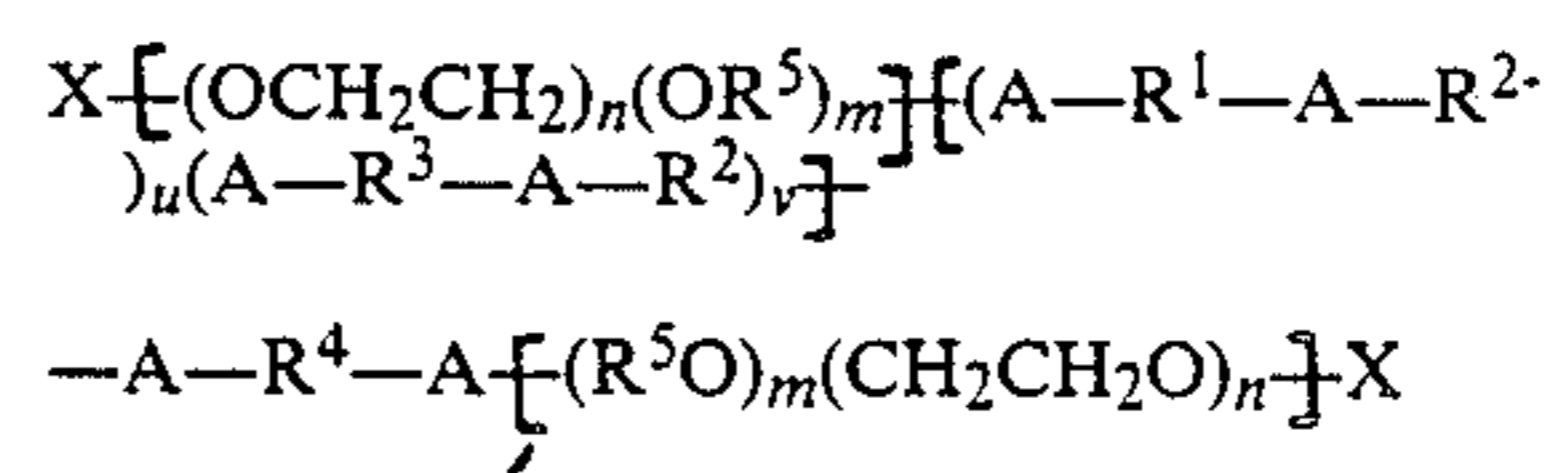 X-[(OCH₂CH₂)ₙ(OR⁵)ₘ][(A—R¹—A—R²-
)ᵤ(A—R³—A—R²)ᵥ]-
—A—R⁴—A-[(R⁵O)ₘ(CH₂CH₂O)ₙ]-X